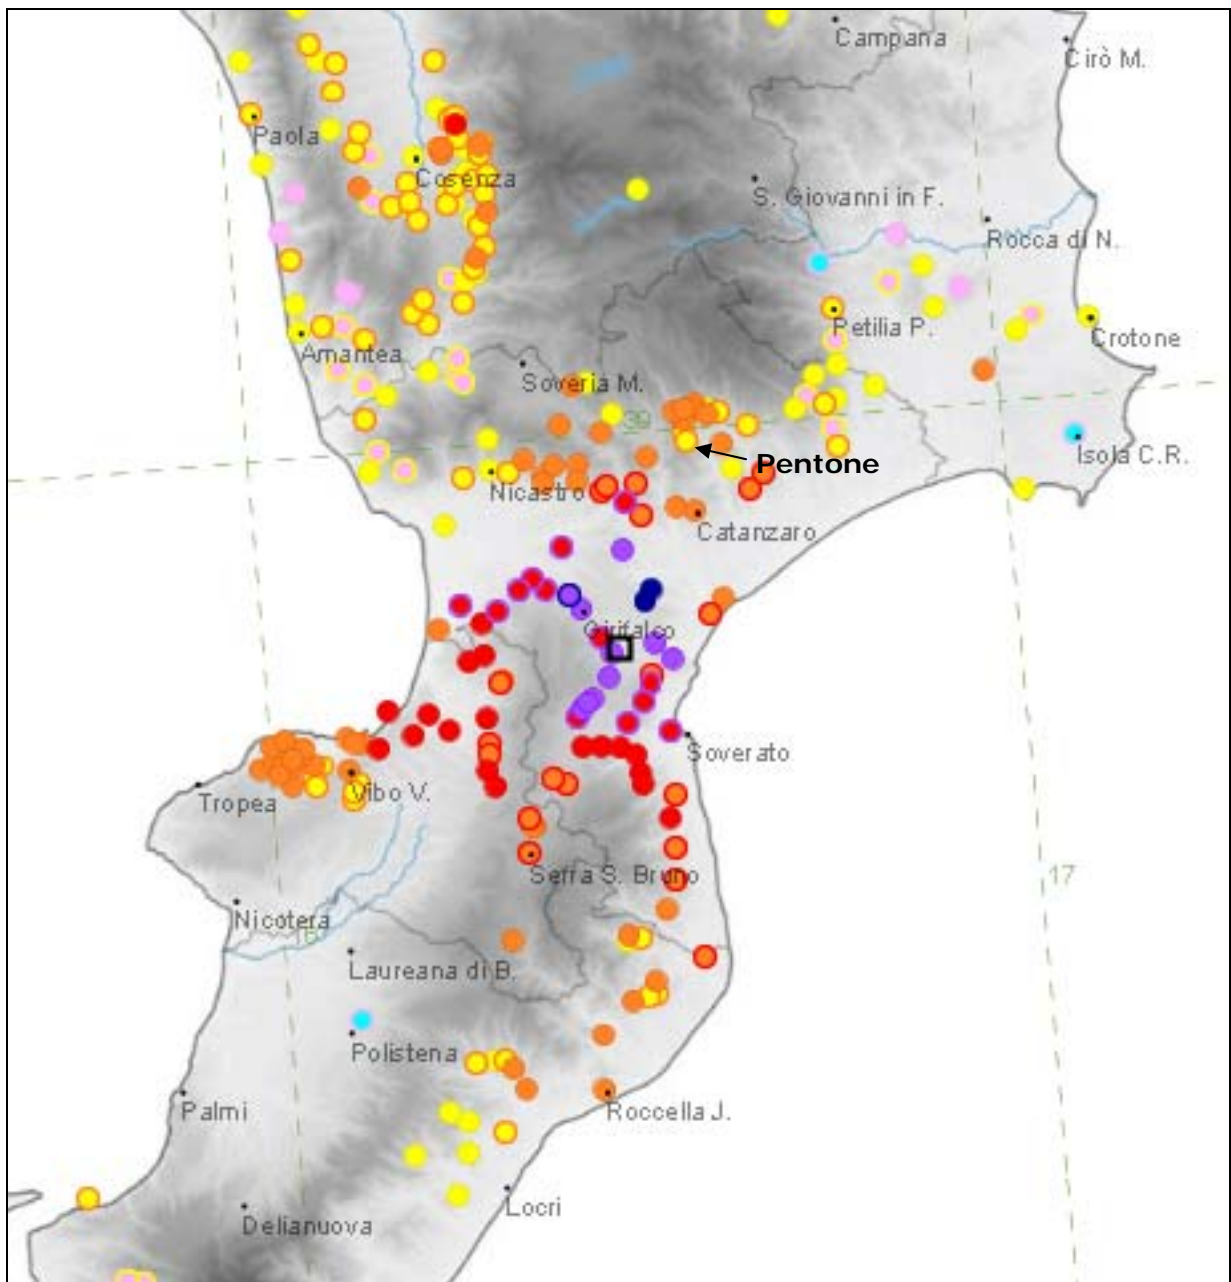 Campana
Cirò M.
Paola
Cosenza
S. Giovanni in F.
Rocca di N.
Petilia P.
Crotone
Amantea
Soveria M.
39
Isola C.R.
Pentone
Nicastro
Catanzaro
Girifalco
Soverato
Tropea
Vibo V.
Serra S. Bruno
17
Nicotera
16
Laureana di B.
Polistena
Palmi
Roccella J.
Locri
Delianuova